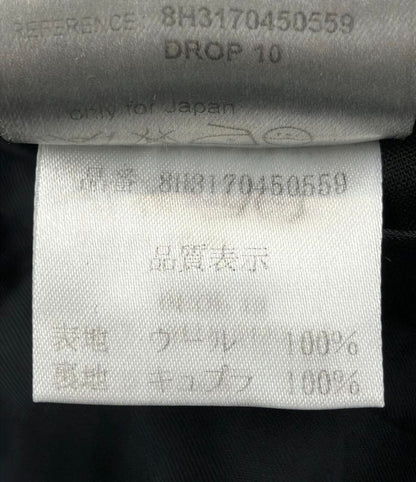 REFERENCE: 8H3170450559
DROP 10
only for Japan
品番 8H3170450559
品質表示
表地 ウール 100%
裏地 キュプラ 100%